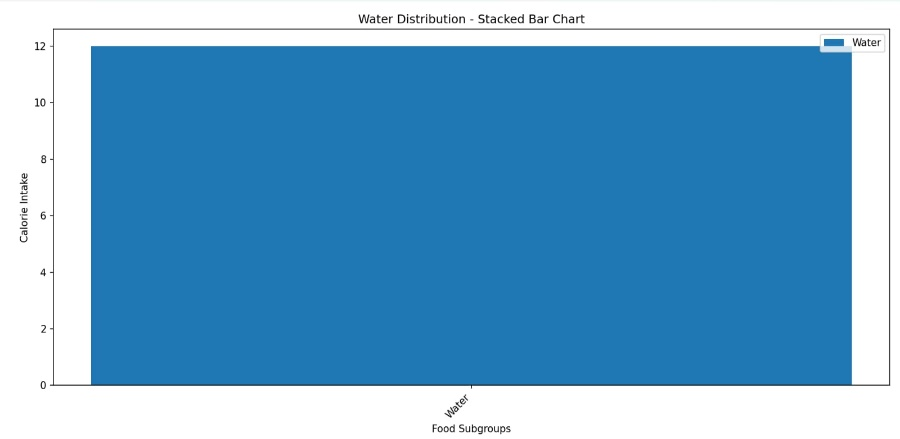 Water Distribution - Stacked Bar Chart
Water
12
10
8
6
4
2
0
Calorie Intake
Water
Food Subgroups